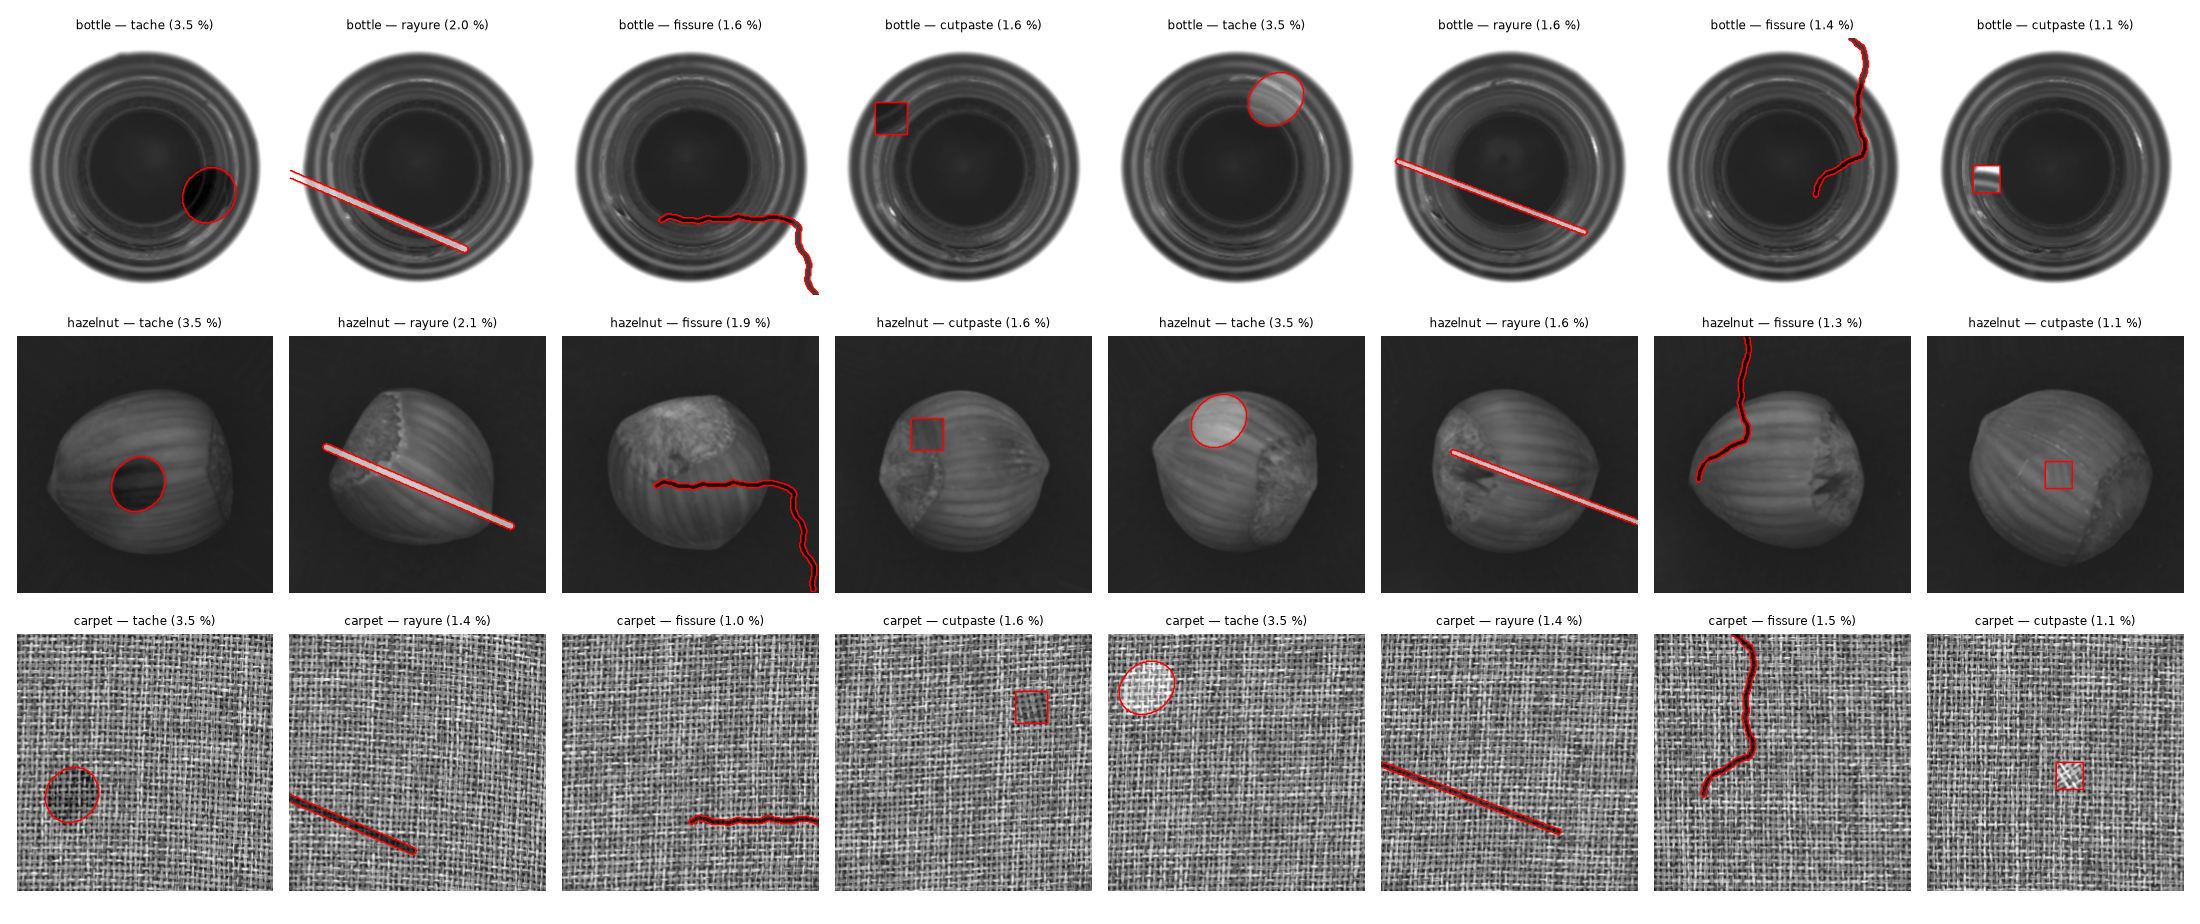 bottle — tache (3.5 %)
bottle — rayure (2.0 %)
bottle — fissure (1.6 %)
bottle — cutpaste (1.6 %)
bottle — tache (3.5 %)
bottle — rayure (1.6 %)
bottle — fissure (1.4 %)
bottle — cutpaste (1.1 %)
hazelnut — tache (3.5 %)
hazelnut — rayure (2.1 %)
hazelnut — fissure (1.9 %)
hazelnut — cutpaste (1.6 %)
hazelnut — tache (3.5 %)
hazelnut — rayure (1.6 %)
hazelnut — fissure (1.3 %)
hazelnut — cutpaste (1.1 %)
carpet — tache (3.5 %)
carpet — rayure (1.4 %)
carpet — fissure (1.0 %)
carpet — cutpaste (1.6 %)
carpet — tache (3.5 %)
carpet — rayure (1.4 %)
carpet — fissure (1.5 %)
carpet — cutpaste (1.1 %)